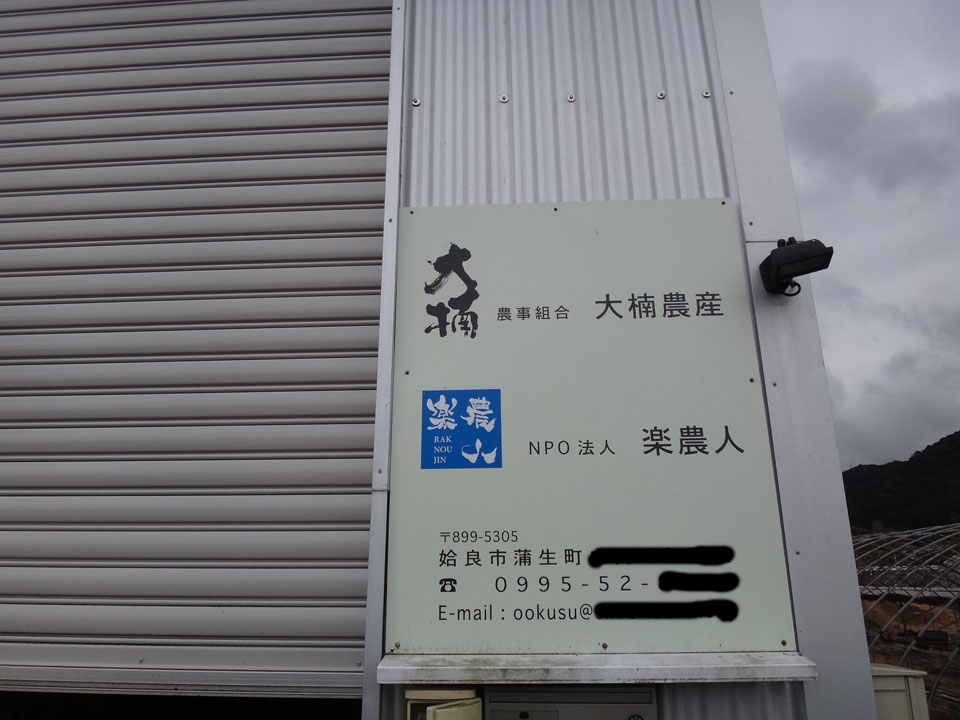 大楠
農事組合 大楠農産
楽農人
RAK
NOU
JIN
NPO法人 楽農人
〒899-5305
姶良市蒲生町
☎ 0995-52-
E-mail : ookusu@